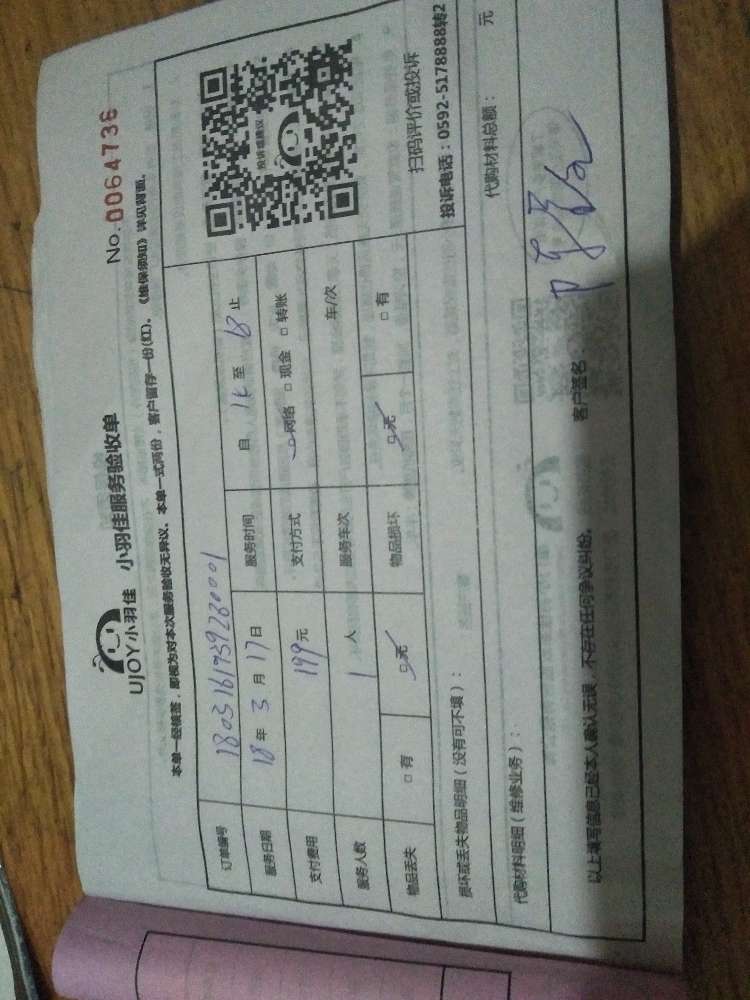 No.0064736
UJOY小羽佳 小羽佳服务验收单
本单一经核签，即视为对本次服务验收无异议、本单一式两份，客户留存一份(红)、《维保须知》详见背面。
订单编号
服务日期 18 年 3 月 17 日 服务时间 自 14 至 18 止
支付费用 199 元 支付方式 ☑网络 □现金 □转账
服务人数 1 人 服务车次 车/次
物品丢失 □有 ☑无 物品损坏 ☑无 □有
投诉或建议
扫码评价或投诉
投诉电话：0592-5178888转2
损坏或丢失物品明细（没有可不填）：
代购材料明细（维修业务）： 代购材料总额： 元
以上填写信息已经本人确认无误，不存在任何争议纠纷。 客户签名：